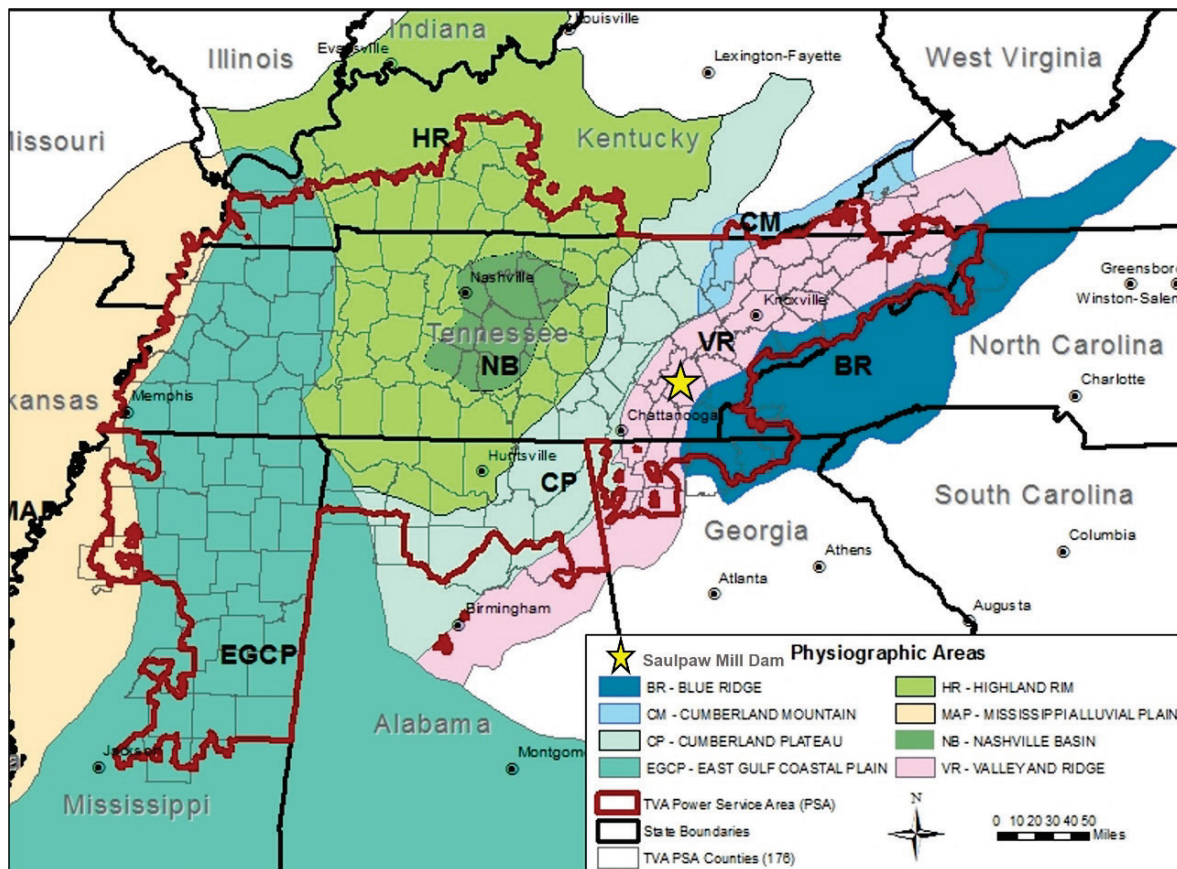 Indiana
Louisville
Evansville
Illinois
Lexington-Fayette
West Virginia
Missouri
HR
Kentucky
CM
Nashville
Greensboro
Winston-Salem
Tennessee
Knoxville
NB
VR
BR
North Carolina
Arkansas
Memphis
Charlotte
Chattanooga
Huntsville
CP
South Carolina
MAP
Georgia
Columbia
Athens
Atlanta
Birmingham
Augusta
EGCP
Alabama
Jackson
Montgomery
Mississippi
Saulpaw Mill Dam
Physiographic Areas
BR - BLUE RIDGE
HR - HIGHLAND RIM
CM - CUMBERLAND MOUNTAIN
MAP - MISSISSIPPI ALLUVIAL PLAIN
CP - CUMBERLAND PLATEAU
NB - NASHVILLE BASIN
EGCP - EAST GULF COASTAL PLAIN
VR - VALLEY AND RIDGE
TVA Power Service Area (PSA)
State Boundaries
TVA PSA Counties (176)
N
0 10 20 30 40 50
Miles